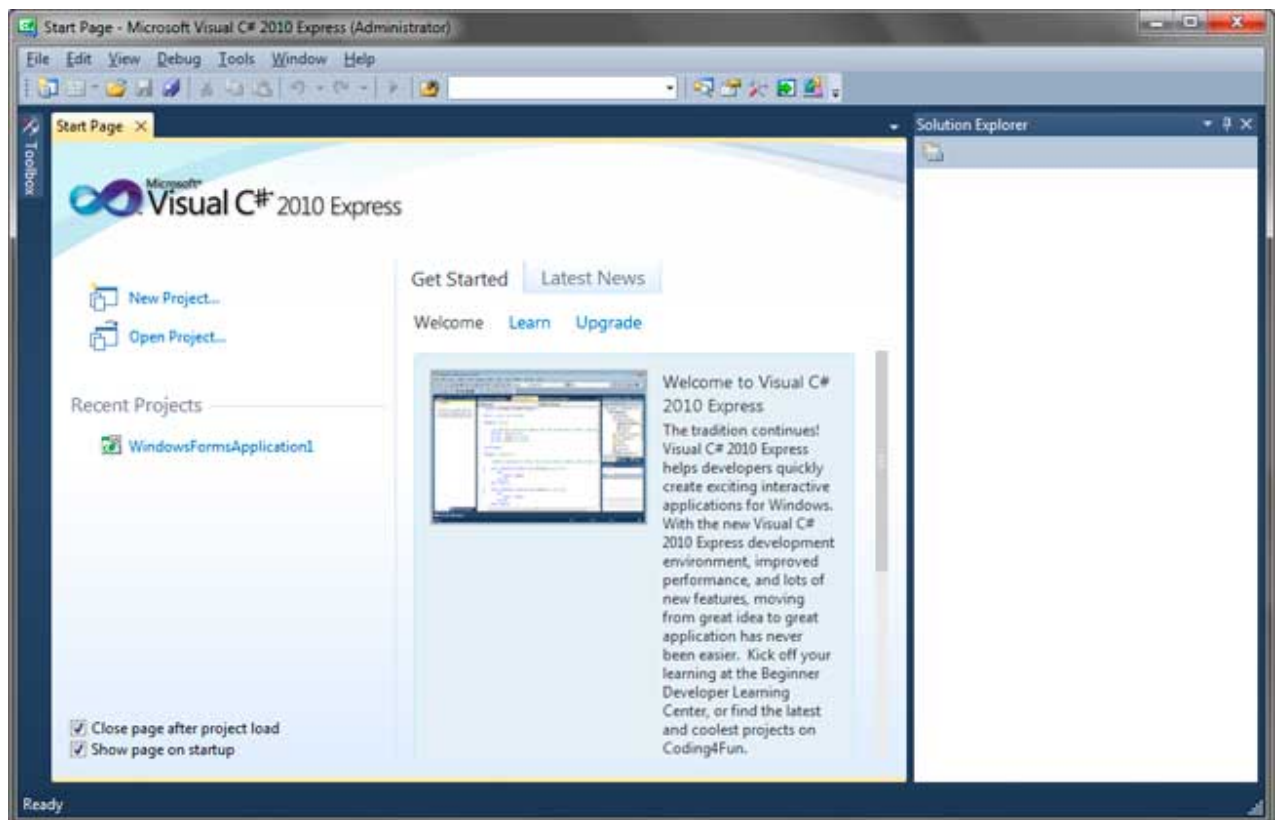 Start Page - Microsoft Visual C# 2010 Express (Administrator)
File Edit View Debug Tools Window Help
Toolbox
Start Page
Solution Explorer
Microsoft®
Visual C# 2010 Express
New Project...
Open Project...
Recent Projects
WindowsFormsApplication1
Get Started Latest News
Welcome Learn Upgrade
Welcome to Visual C#
2010 Express
The tradition continues!
Visual C# 2010 Express
helps developers quickly
create exciting interactive
applications for Windows.
With the new Visual C#
2010 Express development
environment, improved
performance, and lots of
new features, moving
from great idea to great
application has never
been easier. Kick off your
learning at the Beginner
Developer Learning
Center, or find the latest
and coolest projects on
Coding4Fun.
Close page after project load
Show page on startup
Ready